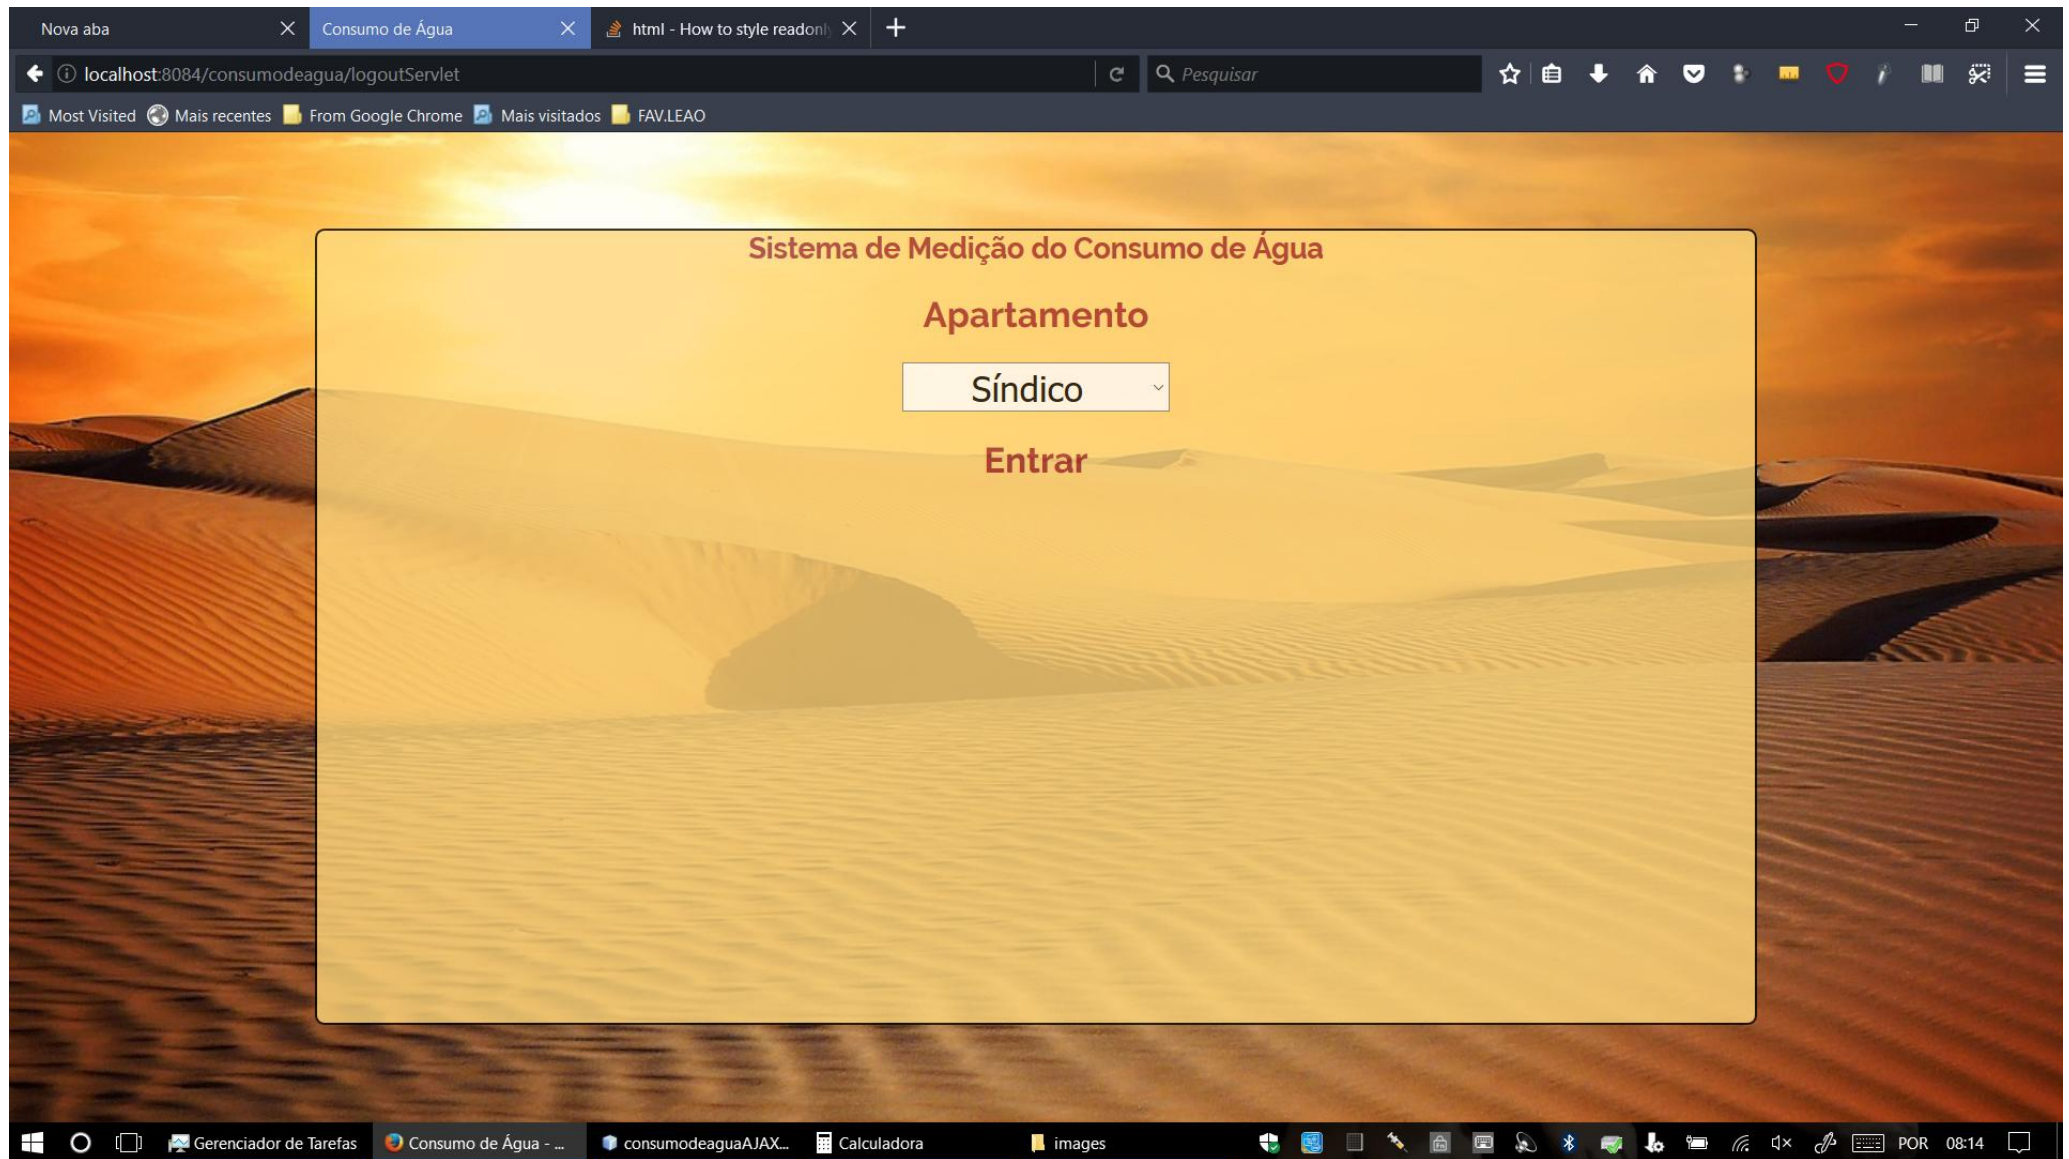 Nova aba
Consumo de Água
html - How to style readonly
localhost:8084/consumodeagua/logoutServlet
Pesquisar
Most Visited Mais recentes From Google Chrome Mais visitados FAV.LEAO
Sistema de Medição do Consumo de Água
Apartamento
Síndico
Entrar
Gerenciador de Tarefas Consumo de Água - ... consumodeaguaAJAX... Calculadora images POR 08:14